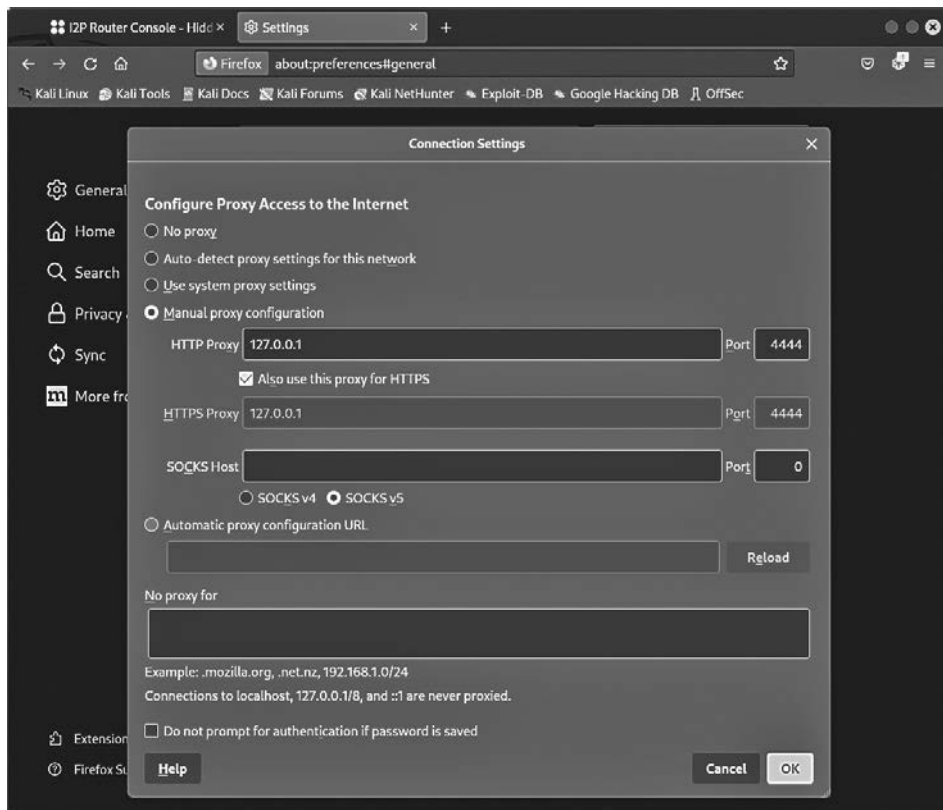 I2P Router Console - Hidd ×
Settings ×
+
Firefox about:preferences#general
Kali Linux Kali Tools Kali Docs Kali Forums Kali NetHunter Exploit-DB Google Hacking DB OffSec
Connection Settings ×
General
Home
Search
Privacy
Sync
m More fro
Extension
Firefox Su
Configure Proxy Access to the Internet
No proxy
Auto-detect proxy settings for this network
Use system proxy settings
Manual proxy configuration
HTTP Proxy 127.0.0.1 Port 4444
Also use this proxy for HTTPS
HTTPS Proxy 127.0.0.1 Port 4444
SOCKS Host Port 0
SOCKS v4 SOCKS v5
Automatic proxy configuration URL
Reload
No proxy for
Example: .mozilla.org, .net.nz, 192.168.1.0/24
Connections to localhost, 127.0.0.1/8, and ::1 are never proxied.
Do not prompt for authentication if password is saved
Help Cancel OK